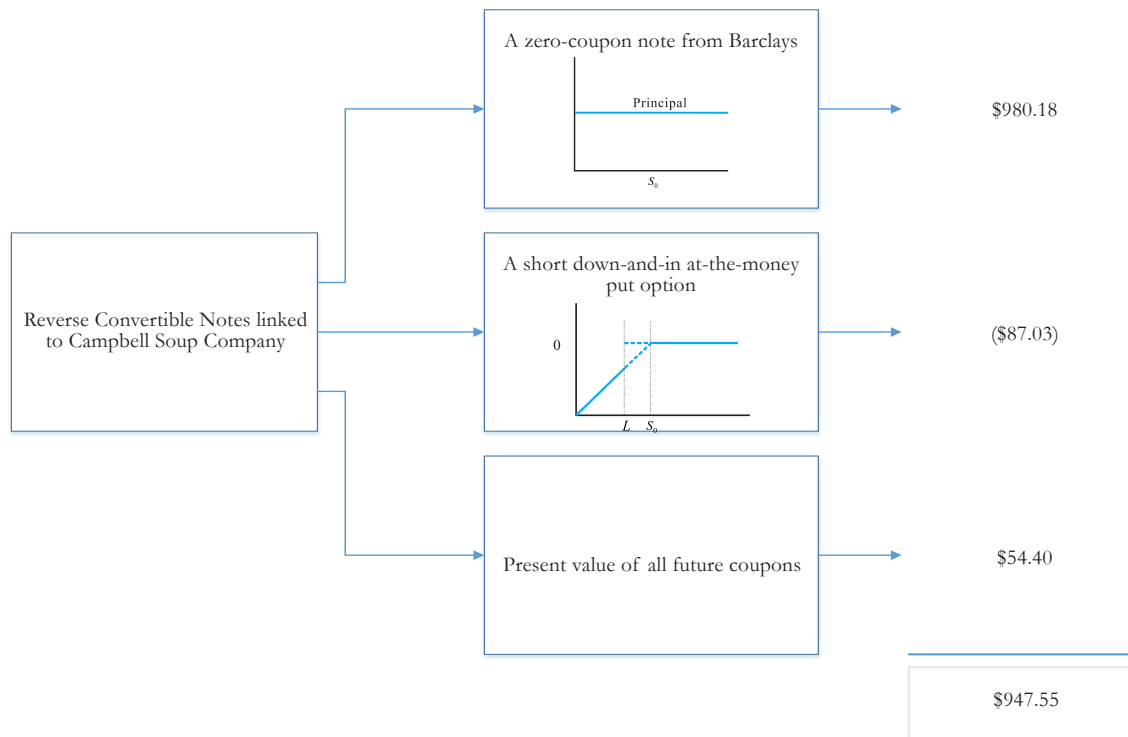 A zero-coupon note from Barclays
Principal
S₀
$980.18
Reverse Convertible Notes linked
to Campbell Soup Company
A short down-and-in at-the-money
put option
0
L S₀
($87.03)
Present value of all future coupons
$54.40
$947.55